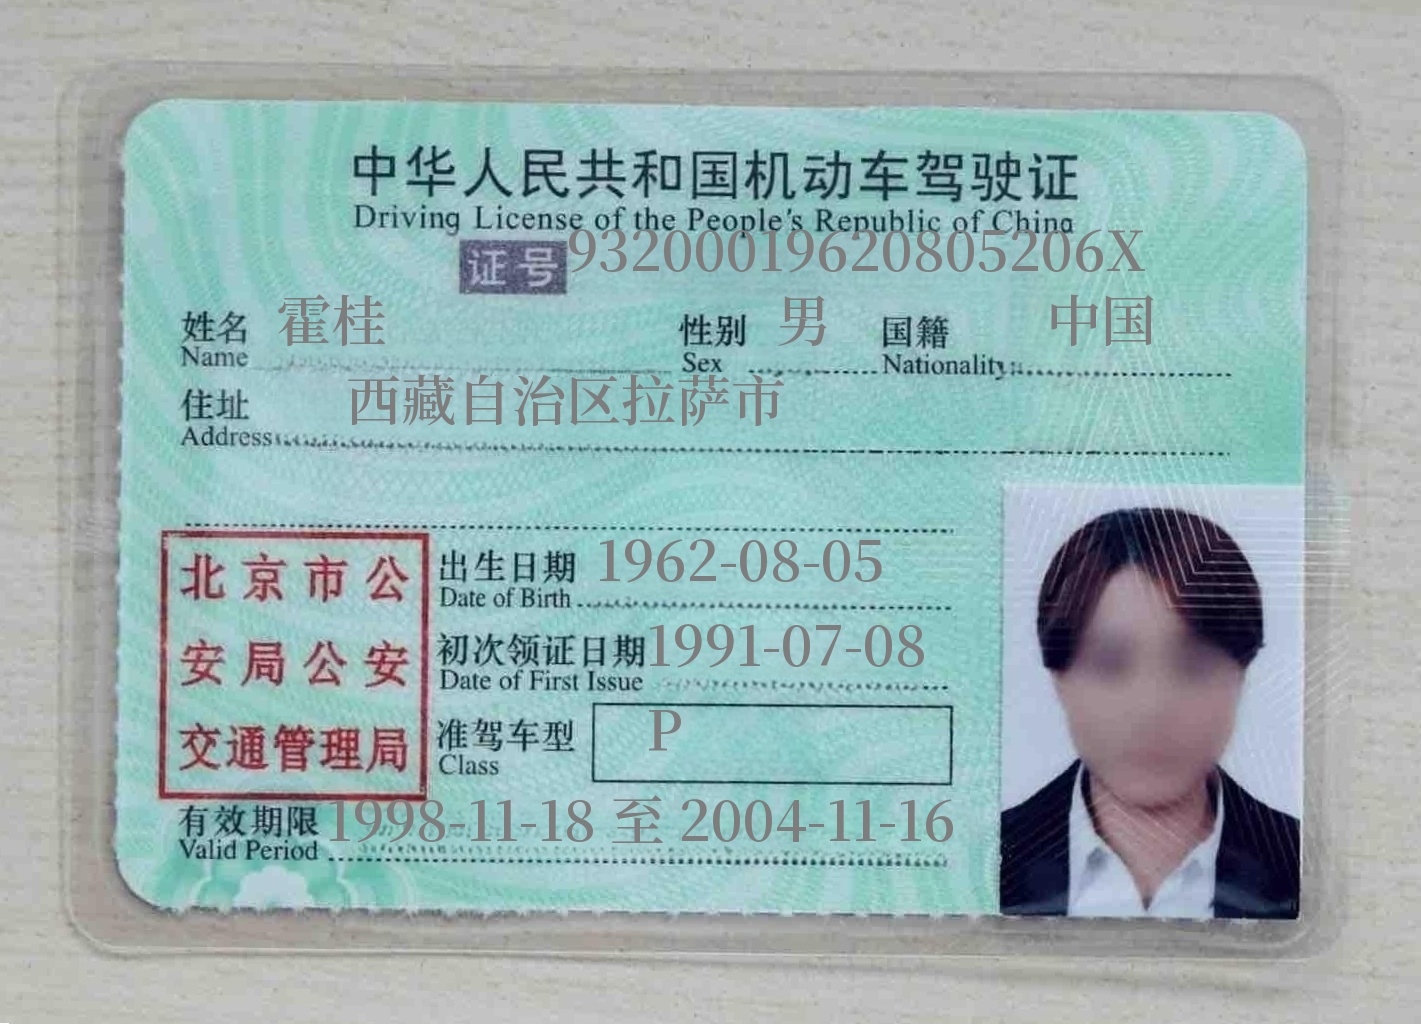 中华人民共和国机动车驾驶证
Driving License of the People's Republic of China
证号 93200019620805206X
姓名 霍桂 性别 男 国籍 中国
Name Sex Nationality
住址 西藏自治区拉萨市
Address
北京市公
安局公安
交通管理局
出生日期 1962-08-05
Date of Birth
初次领证日期 1991-07-08
Date of First Issue
准驾车型 P
Class
有效期限 1998-11-18 至 2004-11-16
Valid Period